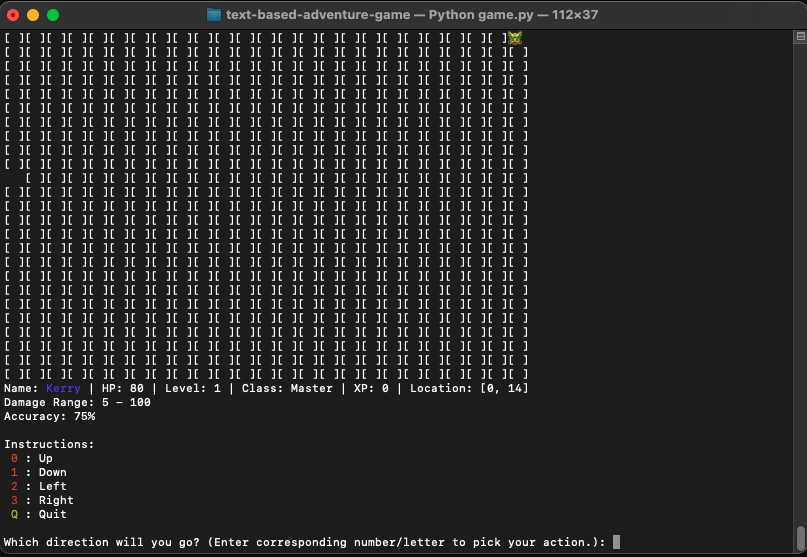 [ ][ ][ ][ ][ ][ ][ ][ ][ ][ ][ ][ ][ ][ ][ ][ ][ ][ ][ ][ ][ ][ ][ ][ ]
[ ][ ][ ][ ][ ][ ][ ][ ][ ][ ][ ][ ][ ][ ][ ][ ][ ][ ][ ][ ][ ][ ][ ][ ][ ]
[ ][ ][ ][ ][ ][ ][ ][ ][ ][ ][ ][ ][ ][ ][ ][ ][ ][ ][ ][ ][ ][ ][ ][ ][ ]
[ ][ ][ ][ ][ ][ ][ ][ ][ ][ ][ ][ ][ ][ ][ ][ ][ ][ ][ ][ ][ ][ ][ ][ ][ ]
[ ][ ][ ][ ][ ][ ][ ][ ][ ][ ][ ][ ][ ][ ][ ][ ][ ][ ][ ][ ][ ][ ][ ][ ][ ]
[ ][ ][ ][ ][ ][ ][ ][ ][ ][ ][ ][ ][ ][ ][ ][ ][ ][ ][ ][ ][ ][ ][ ][ ][ ]
[ ][ ][ ][ ][ ][ ][ ][ ][ ][ ][ ][ ][ ][ ][ ][ ][ ][ ][ ][ ][ ][ ][ ][ ][ ]
[ ][ ][ ][ ][ ][ ][ ][ ][ ][ ][ ][ ][ ][ ][ ][ ][ ][ ][ ][ ][ ][ ][ ][ ][ ]
[ ][ ][ ][ ][ ][ ][ ][ ][ ][ ][ ][ ][ ][ ][ ][ ][ ][ ][ ][ ][ ][ ][ ][ ][ ]
[ ][ ][ ][ ][ ][ ][ ][ ][ ][ ][ ][ ][ ][ ][ ][ ][ ][ ][ ][ ][ ][ ][ ][ ][ ]
   [ ][ ][ ][ ][ ][ ][ ][ ][ ][ ][ ][ ][ ][ ][ ][ ][ ][ ][ ][ ][ ][ ][ ][ ]
[ ][ ][ ][ ][ ][ ][ ][ ][ ][ ][ ][ ][ ][ ][ ][ ][ ][ ][ ][ ][ ][ ][ ][ ][ ]
[ ][ ][ ][ ][ ][ ][ ][ ][ ][ ][ ][ ][ ][ ][ ][ ][ ][ ][ ][ ][ ][ ][ ][ ][ ]
[ ][ ][ ][ ][ ][ ][ ][ ][ ][ ][ ][ ][ ][ ][ ][ ][ ][ ][ ][ ][ ][ ][ ][ ][ ]
[ ][ ][ ][ ][ ][ ][ ][ ][ ][ ][ ][ ][ ][ ][ ][ ][ ][ ][ ][ ][ ][ ][ ][ ][ ]
[ ][ ][ ][ ][ ][ ][ ][ ][ ][ ][ ][ ][ ][ ][ ][ ][ ][ ][ ][ ][ ][ ][ ][ ][ ]
[ ][ ][ ][ ][ ][ ][ ][ ][ ][ ][ ][ ][ ][ ][ ][ ][ ][ ][ ][ ][ ][ ][ ][ ][ ]
[ ][ ][ ][ ][ ][ ][ ][ ][ ][ ][ ][ ][ ][ ][ ][ ][ ][ ][ ][ ][ ][ ][ ][ ][ ]
[ ][ ][ ][ ][ ][ ][ ][ ][ ][ ][ ][ ][ ][ ][ ][ ][ ][ ][ ][ ][ ][ ][ ][ ][ ]
[ ][ ][ ][ ][ ][ ][ ][ ][ ][ ][ ][ ][ ][ ][ ][ ][ ][ ][ ][ ][ ][ ][ ][ ][ ]
[ ][ ][ ][ ][ ][ ][ ][ ][ ][ ][ ][ ][ ][ ][ ][ ][ ][ ][ ][ ][ ][ ][ ][ ][ ]
[ ][ ][ ][ ][ ][ ][ ][ ][ ][ ][ ][ ][ ][ ][ ][ ][ ][ ][ ][ ][ ][ ][ ][ ][ ]
[ ][ ][ ][ ][ ][ ][ ][ ][ ][ ][ ][ ][ ][ ][ ][ ][ ][ ][ ][ ][ ][ ][ ][ ][ ]
[ ][ ][ ][ ][ ][ ][ ][ ][ ][ ][ ][ ][ ][ ][ ][ ][ ][ ][ ][ ][ ][ ][ ][ ][ ]
[ ][ ][ ][ ][ ][ ][ ][ ][ ][ ][ ][ ][ ][ ][ ][ ][ ][ ][ ][ ][ ][ ][ ][ ][ ]
text-based-adventure-game — Python game.py — 112×37
Name: Kerry | HP: 80 | Level: 1 | Class: Master | XP: 0 | Location: [0, 14]
Damage Range: 5 - 100
Accuracy: 75%
Instructions:
0 : Up
1 : Down
2 : Left
3 : Right
Q : Quit
Which direction will you go? (Enter corresponding number/letter to pick your action.):